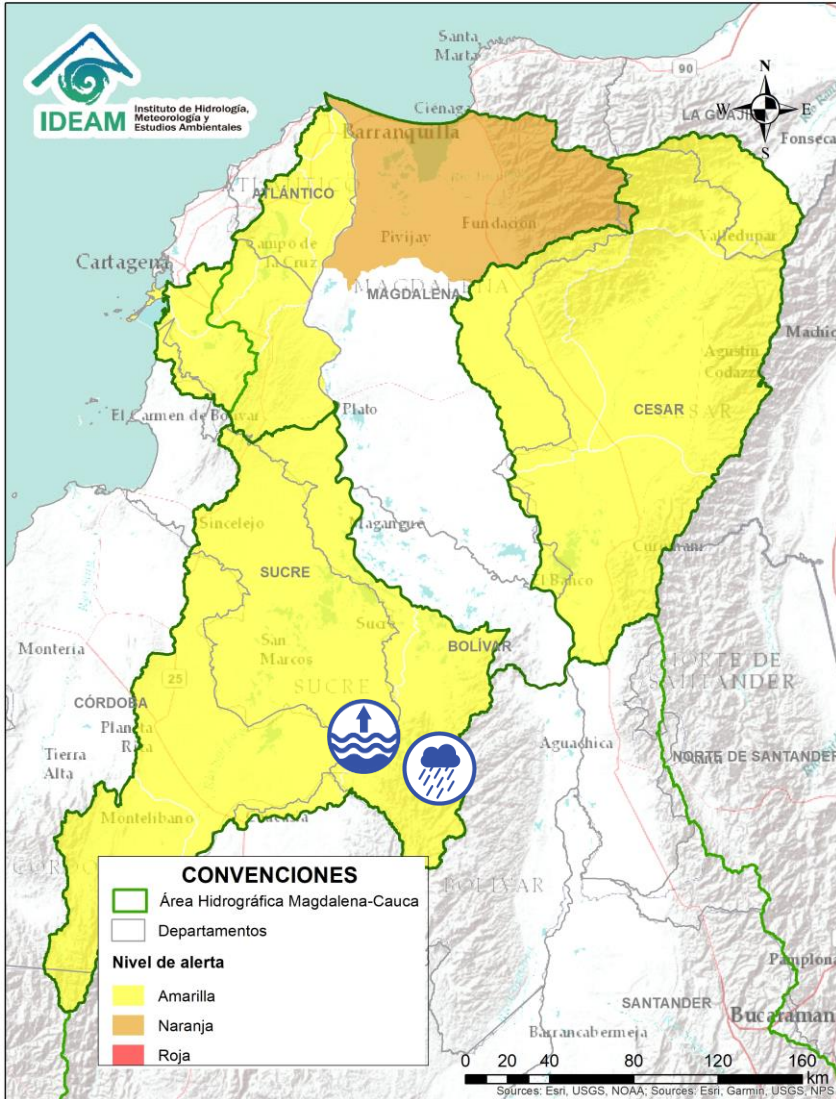 IDEAM
Instituto de Hidrología,
Meteorología y
Estudios Ambientales
Santa
Marta
90
N
W
E
S
Ciénaga
LA GUAJI
Fonseca
Barranquilla
ATLÁNTICO
Valledupar
Fundación
Pivijay
Campo de
la Cruz
Cartagena
MAGDALENA
MAGDALENA
Agustín
Codazzi
CESAR
El Carmen de Bolívar
Plato
Sincelejo
Magangué
El Banco
SUCRE
Sucre
San
Marcos
BOLÍVAR
Montería
SUCRE
NORTE DE
SANTANDER
25
CÓRDOBA
Planeta
Rica
Tierra
Alta
Aguachica
NORTE DE SANTANDER
Montelíbano
BOLÍVAR
CONVENCIONES
Área Hidrográfica Magdalena-Cauca
Departamentos
Nivel de alerta
Amarilla
Naranja
Roja
Pamplona
SANTANDER
Bucaraman
Barrancabermeja
0 20 40 80 120 160
km
Sources: Esri, USGS, NOAA; Sources: Esri, Garmin, USGS, NPS